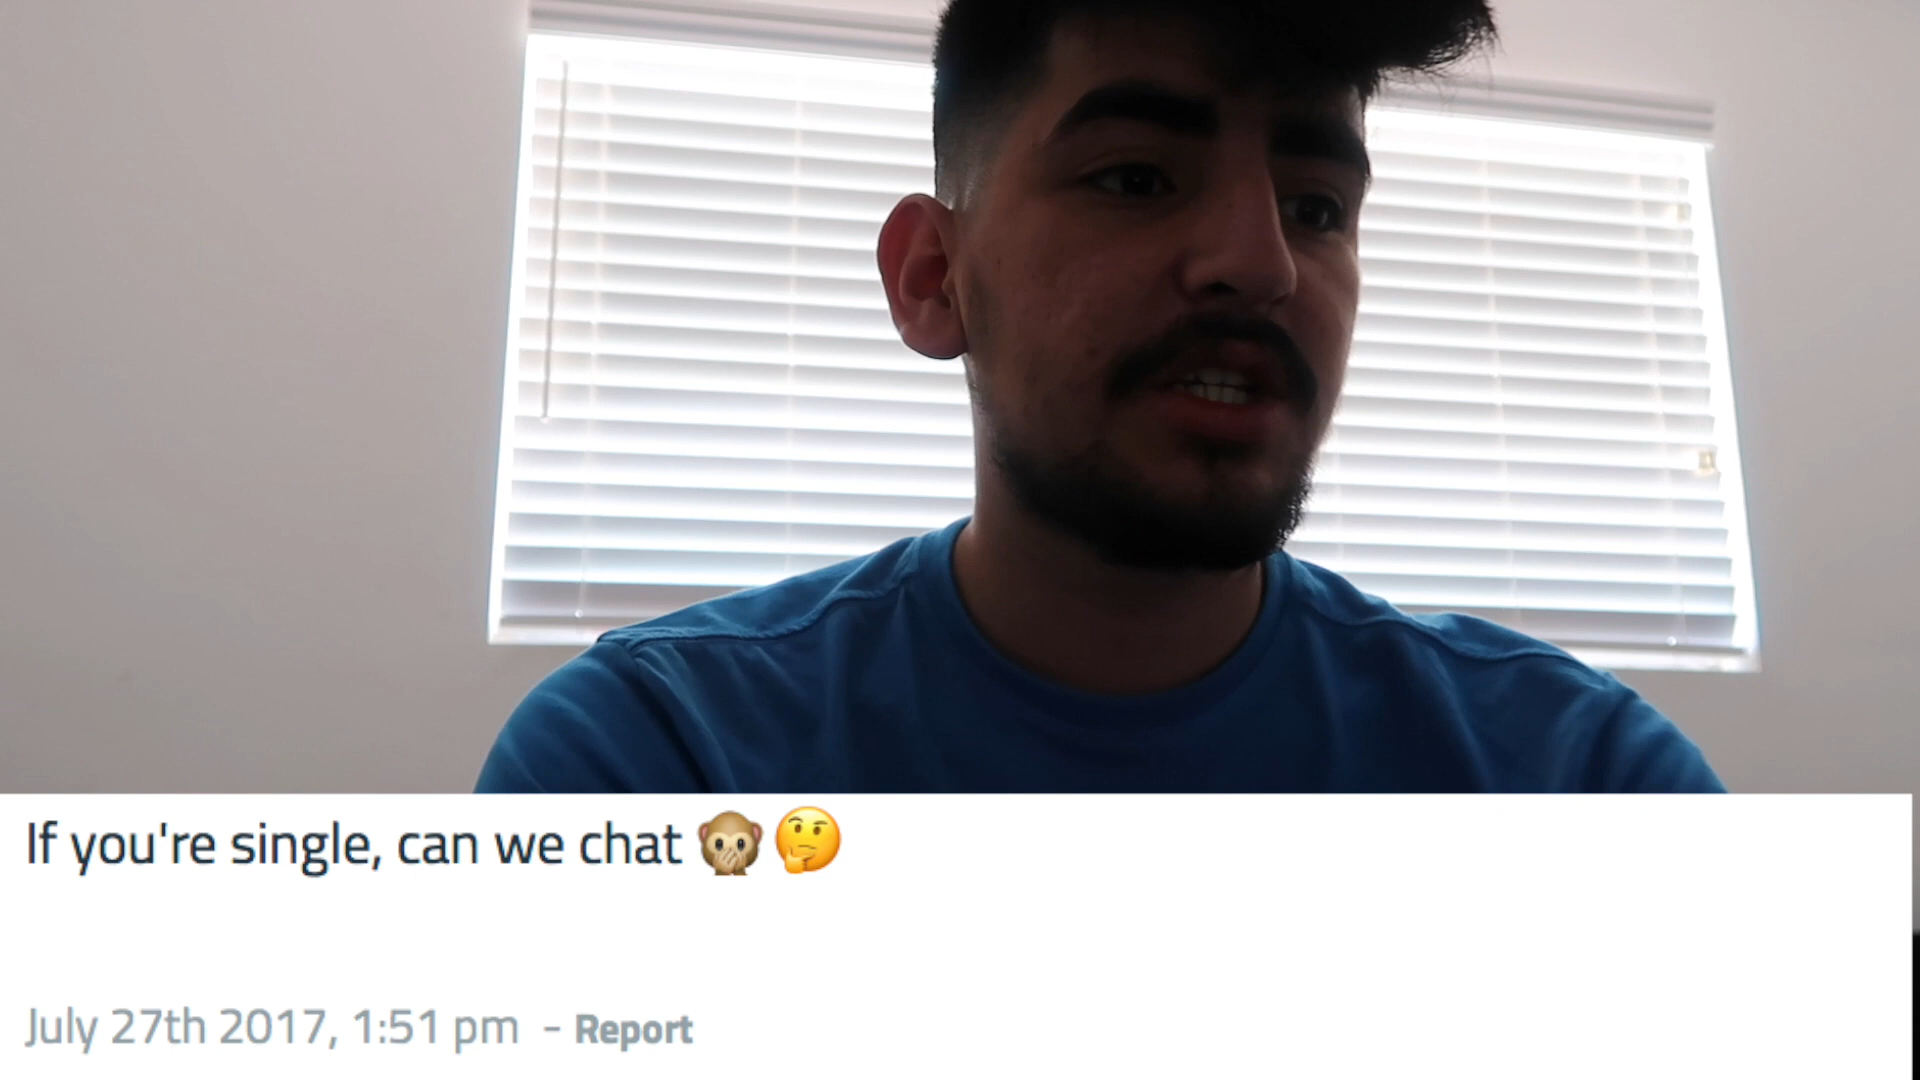 If you're single, can we chat 🙊🤔
July 27th 2017, 1:51 pm - Report